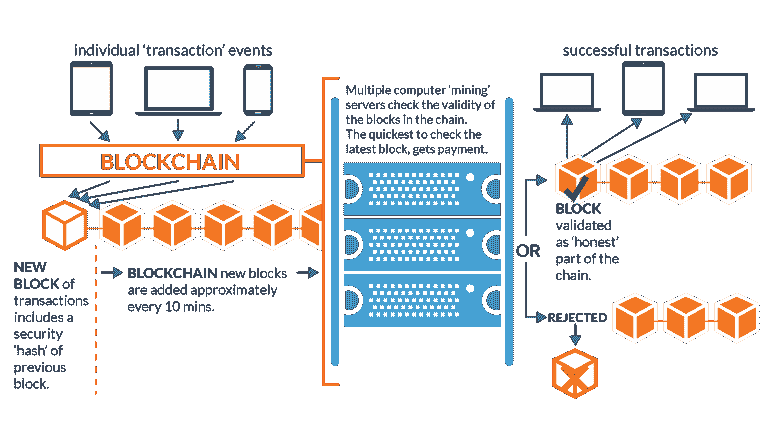 individual 'transaction' events
BLOCKCHAIN
NEW
BLOCK of
transactions
includes a
security
'hash' of
previous
block.
BLOCKCHAIN new blocks
are added approximately
every 10 mins.
Multiple computer 'mining'
servers check the validity of
the blocks in the chain.
The quickest to check the
latest block, gets payment.
OR
successful transactions
BLOCK
validated
as 'honest'
part of the
chain.
REJECTED